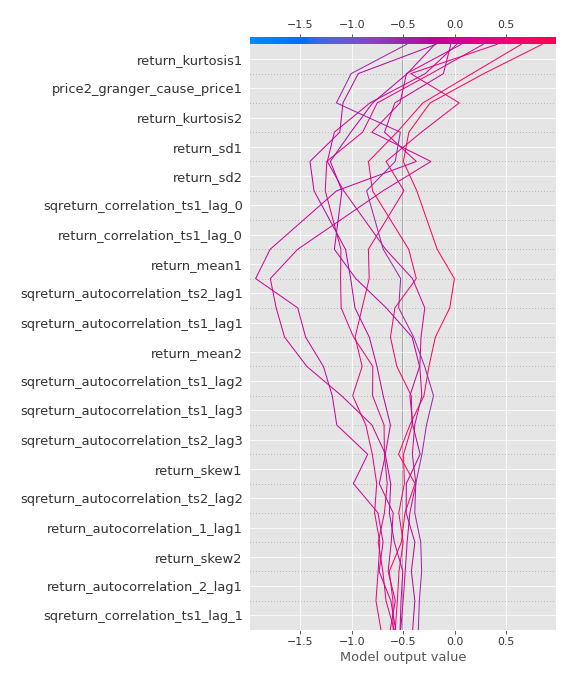 −1.5 −1.0 −0.5 0.0 0.5
return_kurtosis1
price2_granger_cause_price1
return_kurtosis2
return_sd1
return_sd2
sqreturn_correlation_ts1_lag_0
return_correlation_ts1_lag_0
return_mean1
sqreturn_autocorrelation_ts2_lag1
sqreturn_autocorrelation_ts1_lag1
return_mean2
sqreturn_autocorrelation_ts1_lag2
sqreturn_autocorrelation_ts1_lag3
sqreturn_autocorrelation_ts2_lag3
return_skew1
sqreturn_autocorrelation_ts2_lag2
return_autocorrelation_1_lag1
return_skew2
return_autocorrelation_2_lag1
sqreturn_correlation_ts1_lag_1
−1.5 −1.0 −0.5 0.0 0.5
Model output value